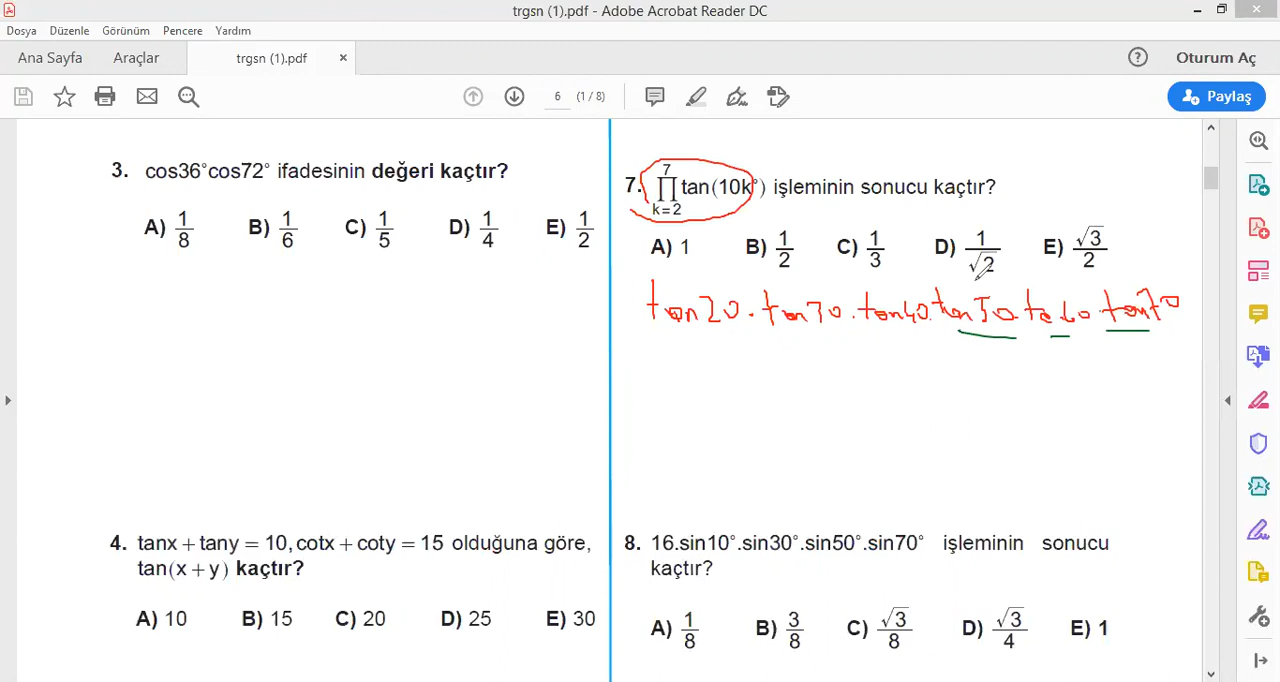 trgsn (1).pdf - Adobe Acrobat Reader DC
Dosya Düzenle Görünüm Pencere Yardım
Ana Sayfa Araçlar trgsn (1).pdf × ? Oturum Aç
6 (1 / 8) Paylaş
3. cos36°cos72° ifadesinin değeri kaçtır?
A) 1/8 B) 1/6 C) 1/5 D) 1/4 E) 1/2
4. tanx + tany = 10, cotx + coty = 15 olduğuna göre,
tan(x + y) kaçtır?
A) 10 B) 15 C) 20 D) 25 E) 30
7. ∏ k=2 7 tan(10k°) işleminin sonucu kaçtır?
A) 1 B) 1/2 C) 1/3 D) 1/√2 E) √3/2
tan20 . tan30 . tan40 . tan50 . ta60 . tan70
8. 16.sin10°.sin30°.sin50°.sin70° işleminin sonucu
kaçtır?
A) 1/8 B) 3/8 C) √3/8 D) √3/4 E) 1